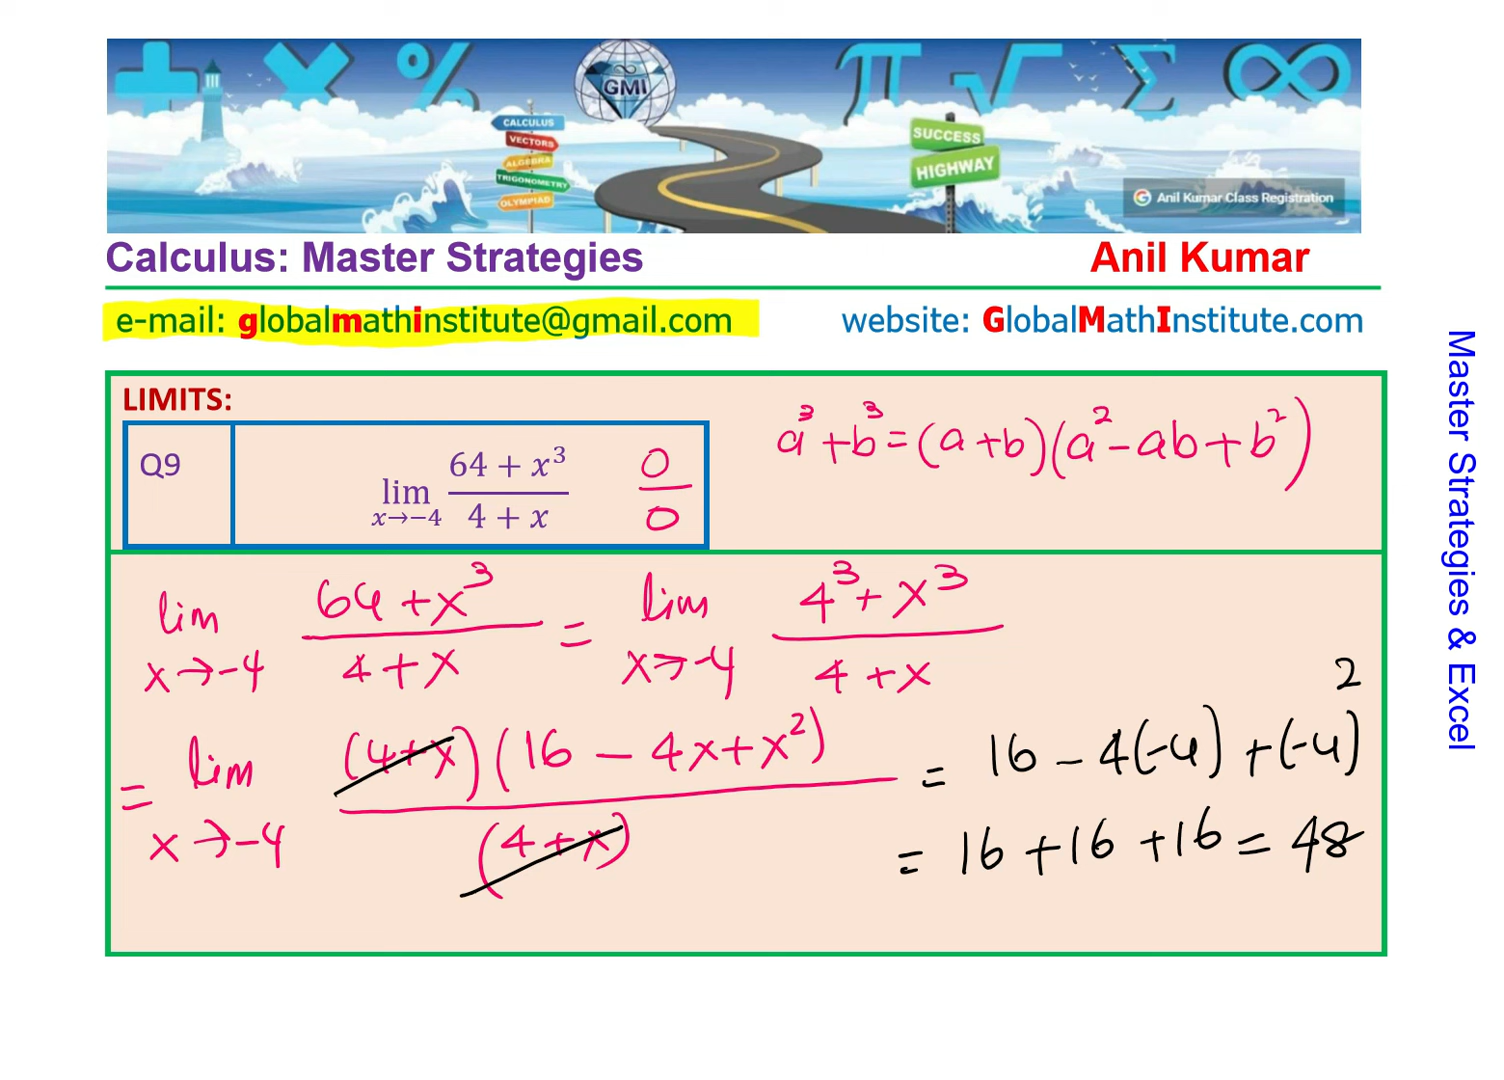 GMI
CALCULUS
VECTORS
ALGEBRA
TRIGONOMETRY
OLYMPIAD
SUCCESS
HIGHWAY
Anil Kumar Class Registration
Calculus: Master Strategies Anil Kumar
e-mail: globalmathinstitute@gmail.com website: GlobalMathInstitute.com
Master Strategies & Excel
LIMITS:
Q9 lim x→-4 (64 + x³)/(4 + x) 0/0
a³ + b³ = (a + b)(a² - ab + b²)
lim x→-4 (64 + x³)/(4 + x) = lim x→-4 (4³ + x³)/(4 + x)
= lim x→-4 (4+x)(16 - 4x + x²)/(4+x) = 16 - 4(-4) + (-4)²
= 16 + 16 + 16 = 48